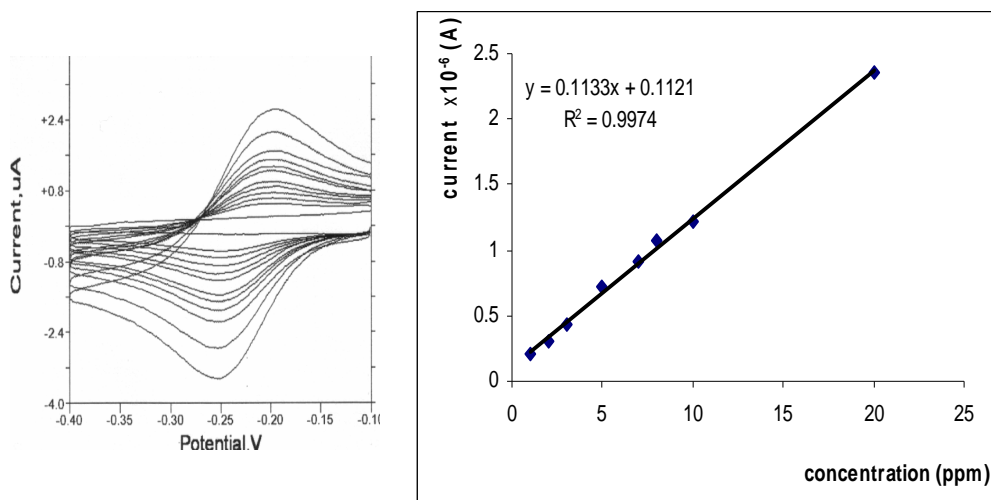 +2.4
+0.8
-0.8
-2.4
-4.0
-0.40 -0.35 -0.30 -0.25 -0.20 -0.15 -0.10
Current,uA
Potential,V
2.5
2
1.5
1
0.5
0
0 5 10 15 20 25
current x10⁻⁶ (A)
y = 0.1133x + 0.1121
R² = 0.9974
concentration (ppm)